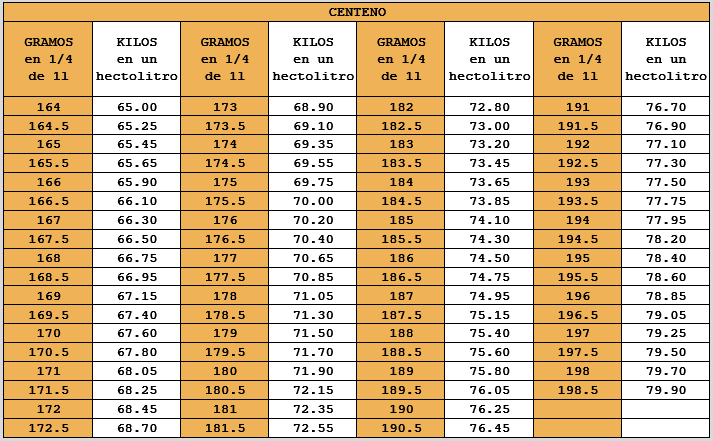 CENTENO
GRAMOS KILOS GRAMOS KILOS GRAMOS KILOS GRAMOS KILOS
en 1/4 en un en 1/4 en un en 1/4 en un en 1/4 en un
de 1l hectolitro de 1l hectolitro de 1l hectolitro de 1l hectolitro
164 65.00 173 68.90 182 72.80 191 76.70
164.5 65.25 173.5 69.10 182.5 73.00 191.5 76.90
165 65.45 174 69.35 183 73.20 192 77.10
165.5 65.65 174.5 69.55 183.5 73.45 192.5 77.30
166 65.90 175 69.75 184 73.65 193 77.50
166.5 66.10 175.5 70.00 184.5 73.85 193.5 77.75
167 66.30 176 70.20 185 74.10 194 77.95
167.5 66.50 176.5 70.40 185.5 74.30 194.5 78.20
168 66.75 177 70.65 186 74.50 195 78.40
168.5 66.95 177.5 70.85 186.5 74.75 195.5 78.60
169 67.15 178 71.05 187 74.95 196 78.85
169.5 67.40 178.5 71.30 187.5 75.15 196.5 79.05
170 67.60 179 71.50 188 75.40 197 79.25
170.5 67.80 179.5 71.70 188.5 75.60 197.5 79.50
171 68.05 180 71.90 189 75.80 198 79.70
171.5 68.25 180.5 72.15 189.5 76.05 198.5 79.90
172 68.45 181 72.35 190 76.25
172.5 68.70 181.5 72.55 190.5 76.45